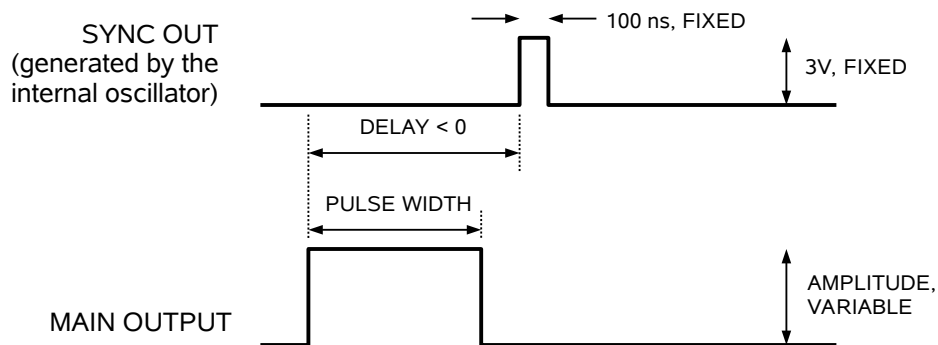 SYNC OUT
(generated by the
internal oscillator)
100 ns, FIXED
3V, FIXED
DELAY < 0
PULSE WIDTH
MAIN OUTPUT
AMPLITUDE,
VARIABLE